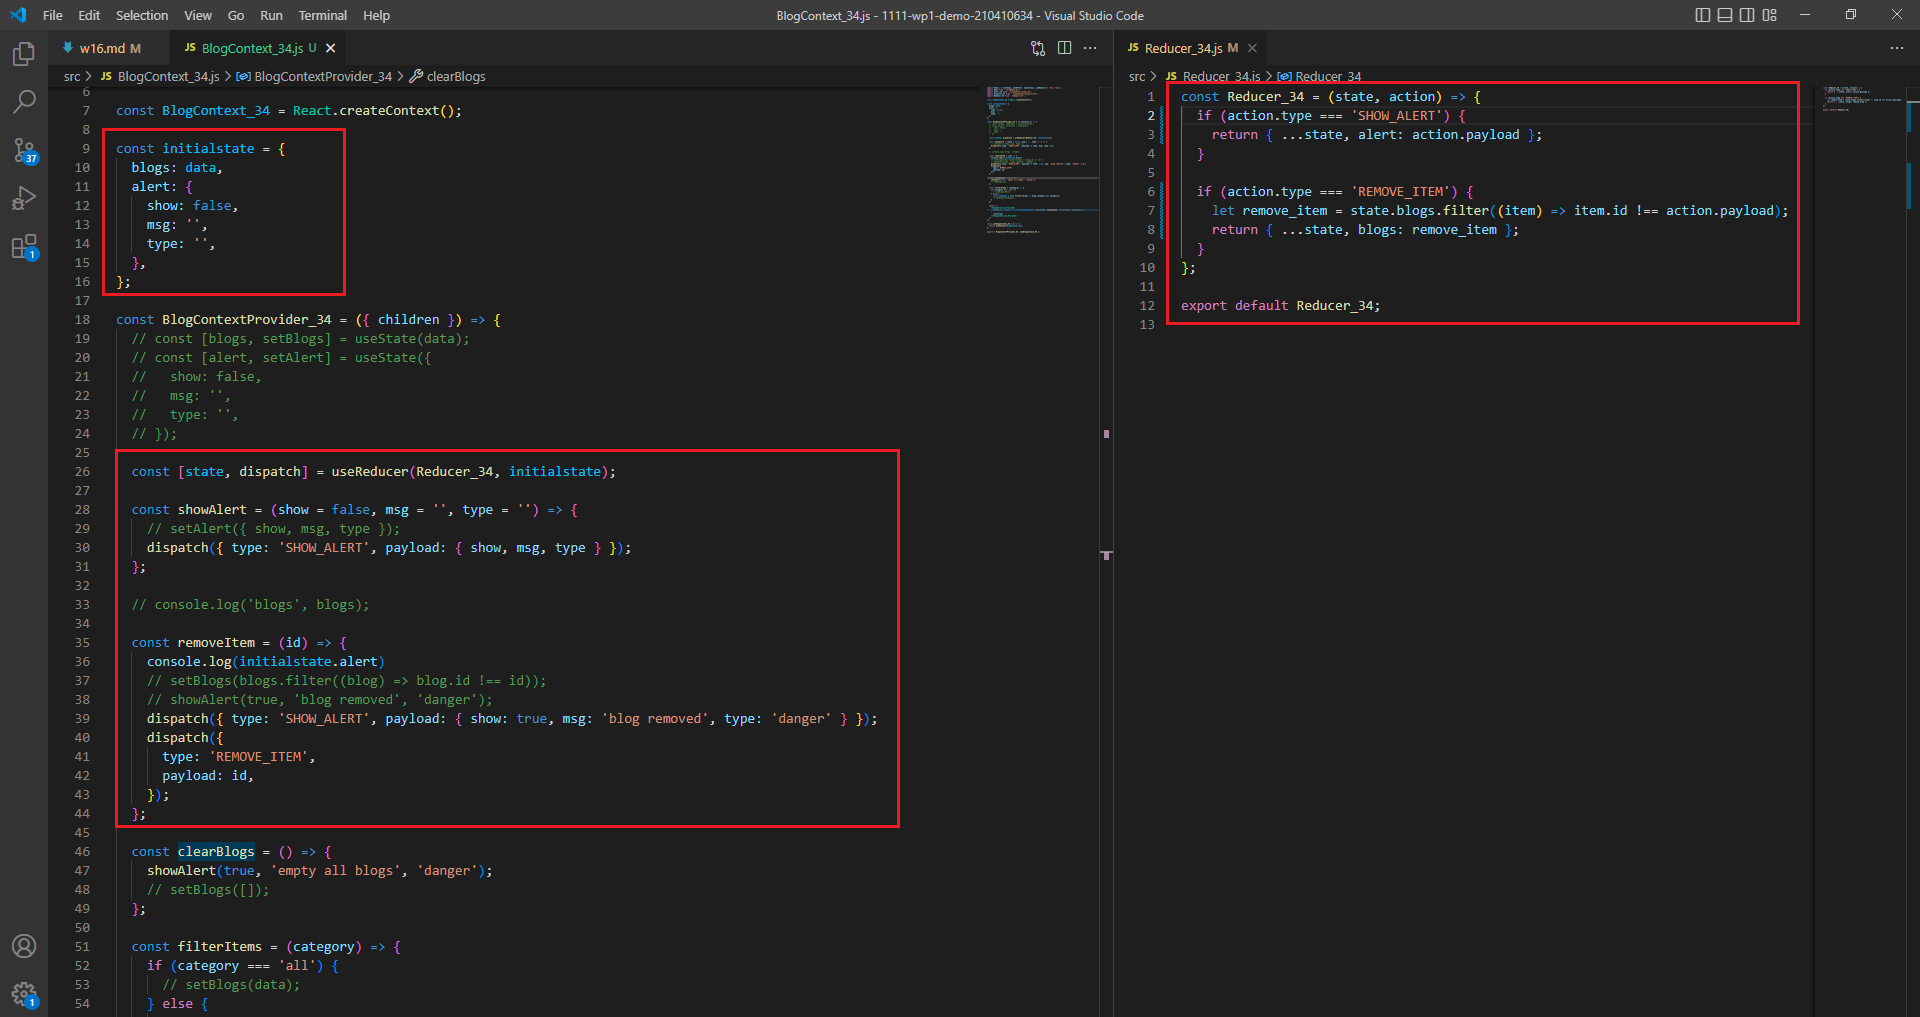 File Edit Selection View Go Run Terminal Help
BlogContext_34.js - 1111-wp1-demo-210410634 - Visual Studio Code
w16.md M
JS BlogContext_34.js U
src > JS BlogContext_34.js > BlogContextProvider_34 > clearBlogs
37
1
1
6
7 const BlogContext_34 = React.createContext();
8
9 const initialstate = {
10 blogs: data,
11 alert: {
12 show: false,
13 msg: '',
14 type: '',
15 },
16 };
17
18 const BlogContextProvider_34 = ({ children }) => {
19 // const [blogs, setBlogs] = useState(data);
20 // const [alert, setAlert] = useState({
21 //   show: false,
22 //   msg: '',
23 //   type: '',
24 // });
25
26 const [state, dispatch] = useReducer(Reducer_34, initialstate);
27
28 const showAlert = (show = false, msg = '', type = '') => {
29 // setAlert({ show, msg, type });
30 dispatch({ type: 'SHOW_ALERT', payload: { show, msg, type } });
31 };
32
33 // console.log('blogs', blogs);
34
35 const removeItem = (id) => {
36 console.log(initialstate.alert)
37 // setBlogs(blogs.filter((blog) => blog.id !== id));
38 // showAlert(true, 'blog removed', 'danger');
39 dispatch({ type: 'SHOW_ALERT', payload: { show: true, msg: 'blog removed', type: 'danger' } });
40 dispatch({
41 type: 'REMOVE_ITEM',
42 payload: id,
43 });
44 };
45
46 const clearBlogs = () => {
47 showAlert(true, 'empty all blogs', 'danger');
48 // setBlogs([]);
49 };
50
51 const filterItems = (category) => {
52 if (category === 'all') {
53 // setBlogs(data);
54 } else {
JS Reducer_34.js M
src > JS Reducer_34.js > Reducer_34
1 const Reducer_34 = (state, action) => {
2 if (action.type === 'SHOW_ALERT') {
3 return { ...state, alert: action.payload };
4 }
5
6 if (action.type === 'REMOVE_ITEM') {
7 let remove_item = state.blogs.filter((item) => item.id !== action.payload);
8 return { ...state, blogs: remove_item };
9 }
10 };
11
12 export default Reducer_34;
13